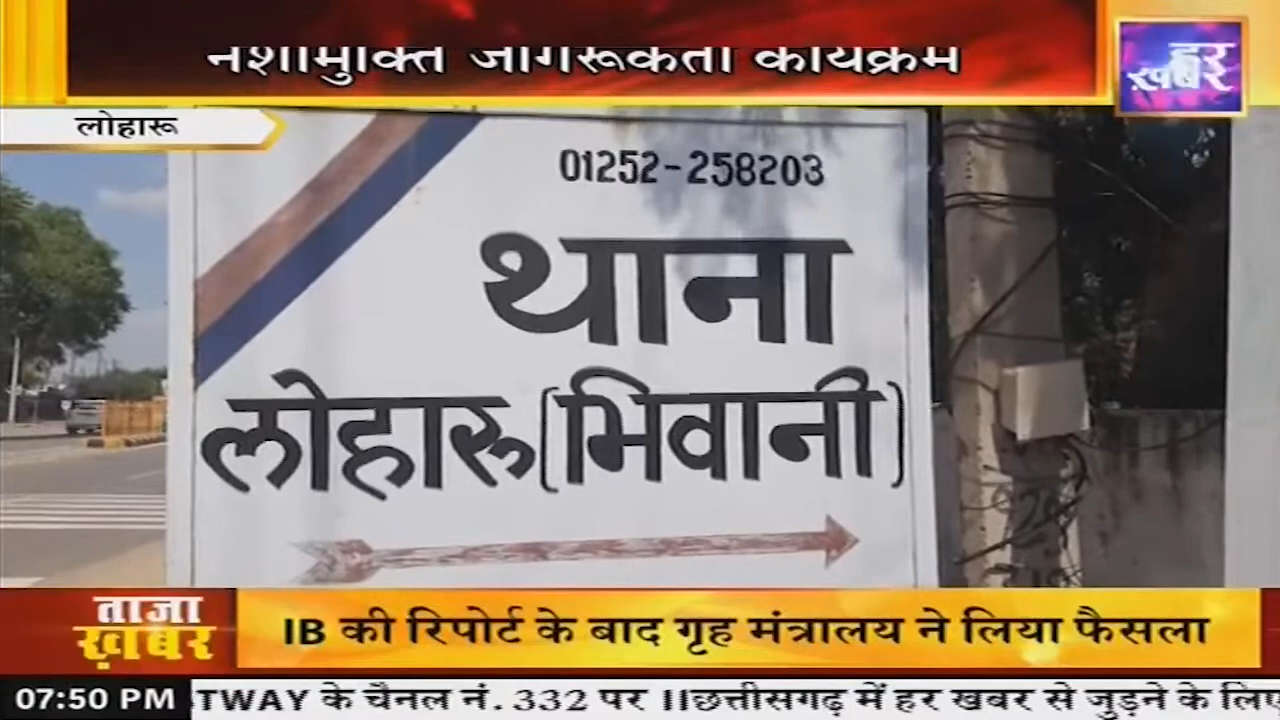 नशामुक्ति जागरूकता कार्यक्रम
हर
ख़बर
लोहारू
01252-258203
थाना
लोहारू (भिवानी)
ताजा
ख़बर
IB की रिपोर्ट के बाद गृह मंत्रालय ने लिया फैसला
07:50 PM
TWAY के चैनल नं. 332 पर ।।छत्तीसगढ़ में हर खबर से जुड़ने के लिए